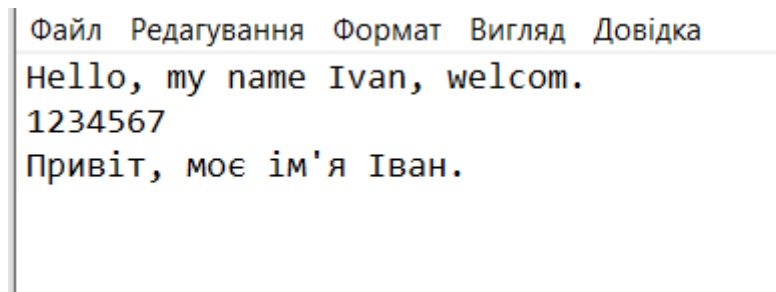 Файл Редагування Формат Вигляд Довідка
Hello, my name Ivan, welcom.
1234567
Привіт, моє ім'я Іван.